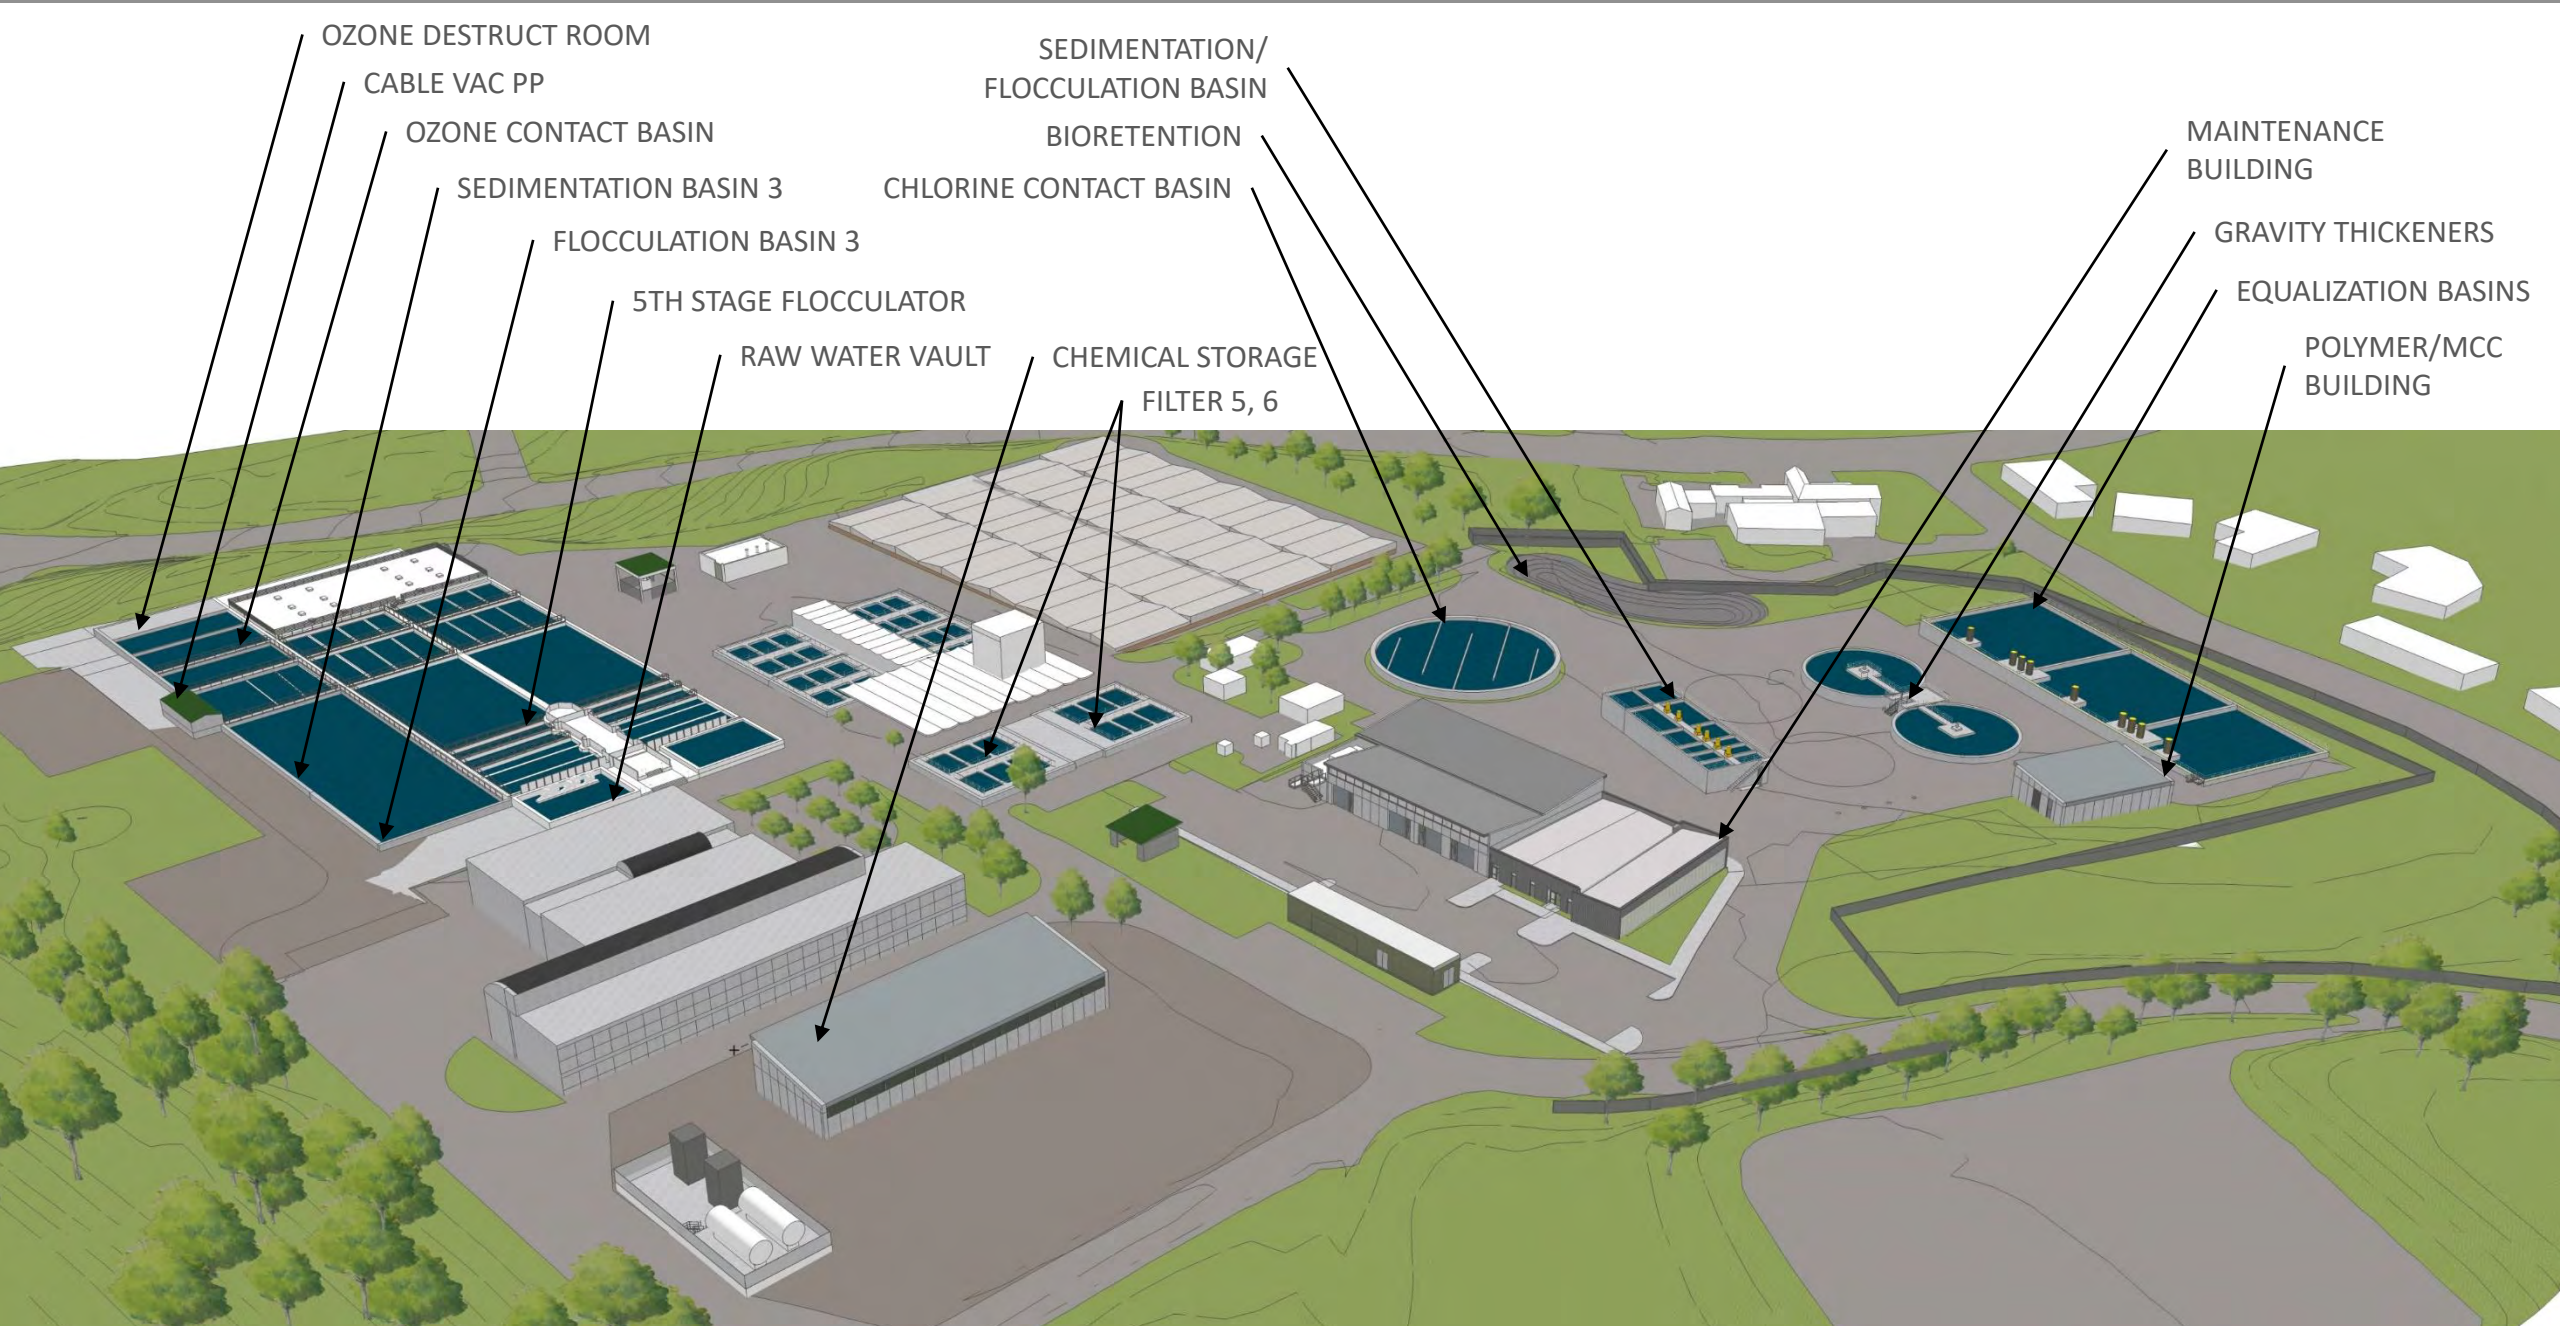 OZONE DESTRUCT ROOM
CABLE VAC PP
OZONE CONTACT BASIN
SEDIMENTATION BASIN 3
FLOCCULATION BASIN 3
5TH STAGE FLOCCULATOR
RAW WATER VAULT
SEDIMENTATION/
FLOCCULATION BASIN
BIORETENTION
CHLORINE CONTACT BASIN
CHEMICAL STORAGE
FILTER 5, 6
MAINTENANCE
BUILDING
GRAVITY THICKENERS
EQUALIZATION BASINS
POLYMER/MCC
BUILDING